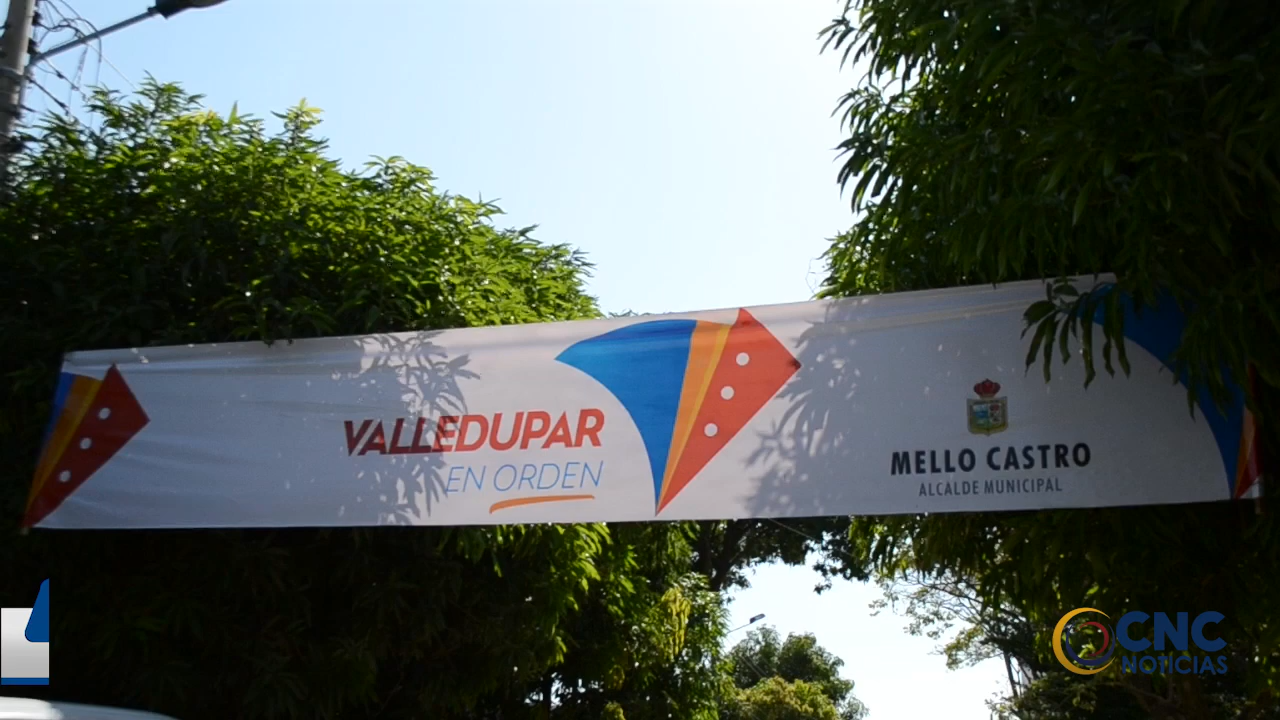 VALLEDUPAR
EN ORDEN
MELLO CASTRO
ALCALDE MUNICIPAL
CNC
NOTICIAS